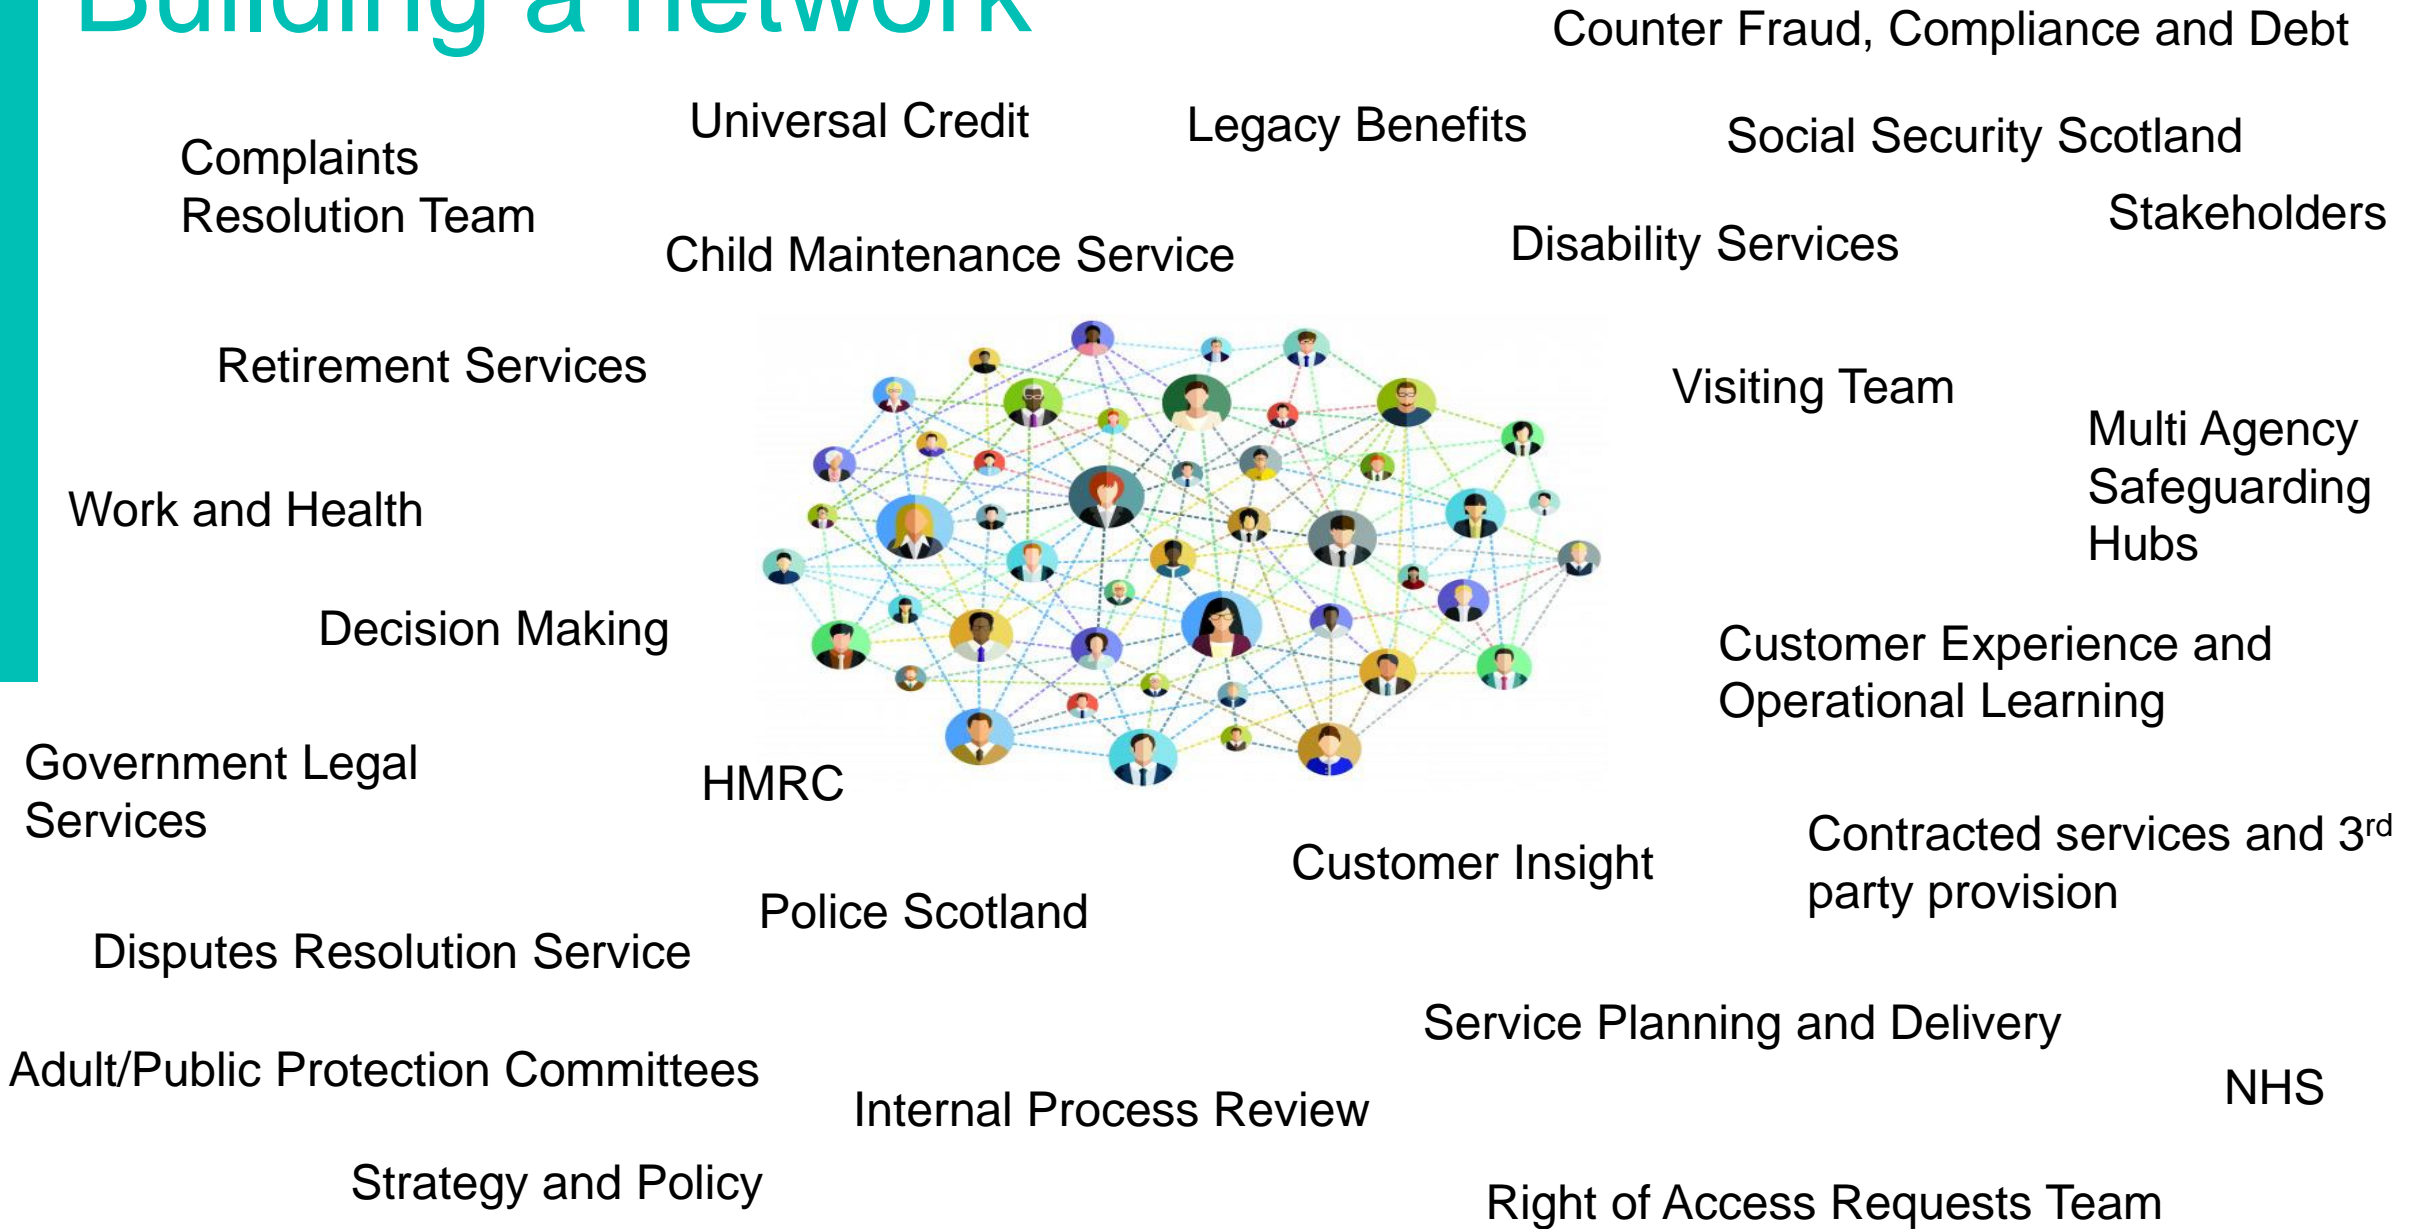 Building a network
Counter Fraud, Compliance and Debt
Universal Credit
Legacy Benefits
Social Security Scotland
Complaints
Resolution Team
Stakeholders
Child Maintenance Service
Disability Services
Retirement Services
Visiting Team
Multi Agency
Safeguarding
Hubs
Work and Health
Decision Making
Customer Experience and
Operational Learning
Government Legal
Services
HMRC
Customer Insight
Contracted services and 3rd
party provision
Police Scotland
Disputes Resolution Service
Service Planning and Delivery
Adult/Public Protection Committees
Internal Process Review
NHS
Strategy and Policy
Right of Access Requests Team